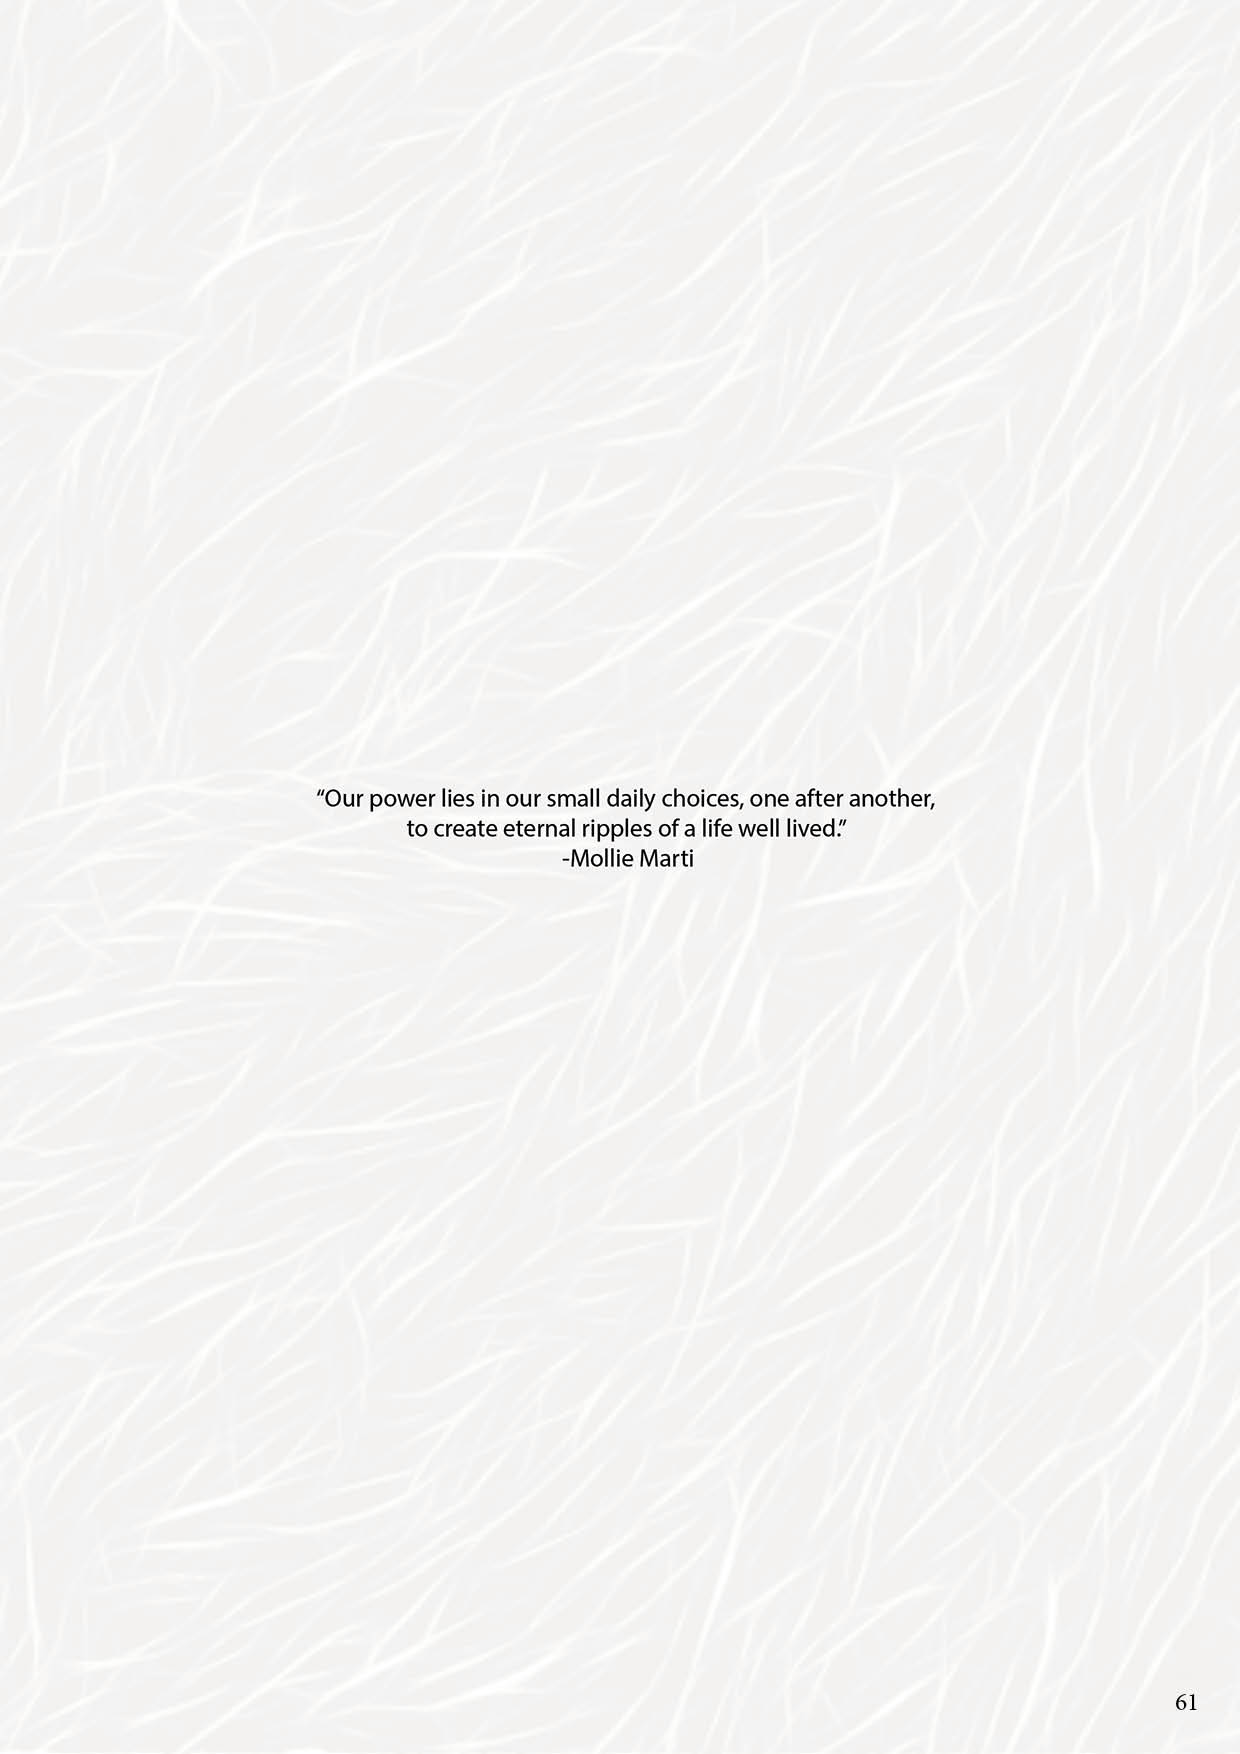 “Our power lies in our small daily choices, one after another,
to create eternal ripples of a life well lived.”
-Mollie Marti
61